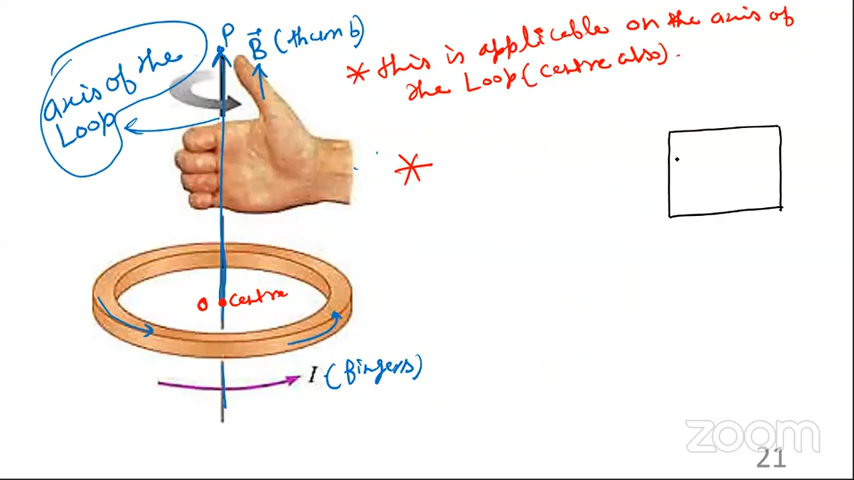 P
B (thumb)
* this is applicable on the axis of
the Loop (centre also).
axis of the
Loop
*
O centre
I (fingers)
zoom
21